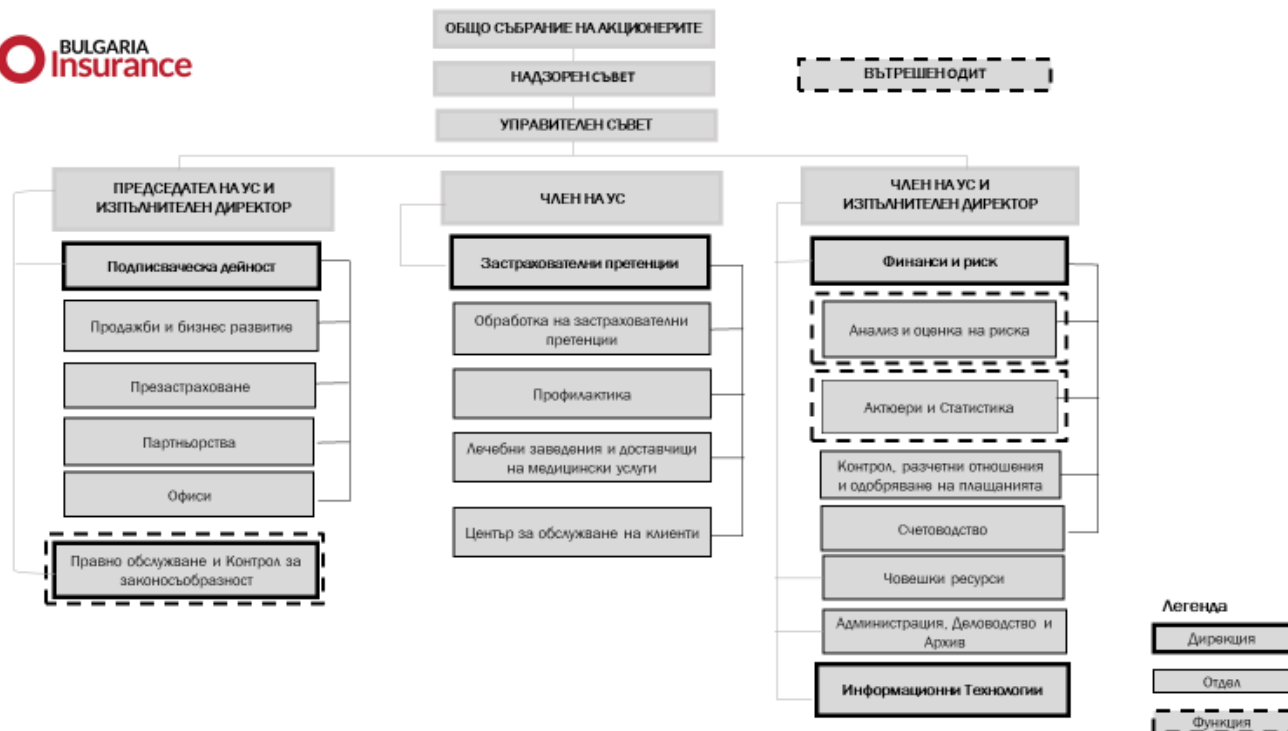 BULGARIA
Insurance
ОБЩО СЪБРАНИЕ НА АКЦИОНЕРИТЕ
НАДЗОРЕН СЪВЕТ
ВЪТРЕШЕН ОДИТ
УПРАВИТЕЛЕН СЪВЕТ
ПРЕДСЕДАТЕЛ НА УС И
ИЗПЪЛНИТЕЛЕН ДИРЕКТОР
Подписваческа дейност
Продажби и бизнес развитие
Презастраховане
Партньорства
Офиси
Правно обслужване и Контрол за
законосъобразност
ЧЛЕН НА УС
Застрахователни претенции
Обработка на застрахователни
претенции
Профилактика
Лечебни заведения и доставчици
на медицински услуги
Център за обслужване на клиенти
ЧЛЕН НА УС И
ИЗПЪЛНИТЕЛЕН ДИРЕКТОР
Финанси и риск
Анализ и оценка на риска
Актюери и Статистика
Контрол, разчетни отношения
и одобряване на плащанията
Счетоводство
Човешки ресурси
Администрация, Деловодство и
Архив
Информационни Технологии
Легенда
Дирекция
Отдел
Функция